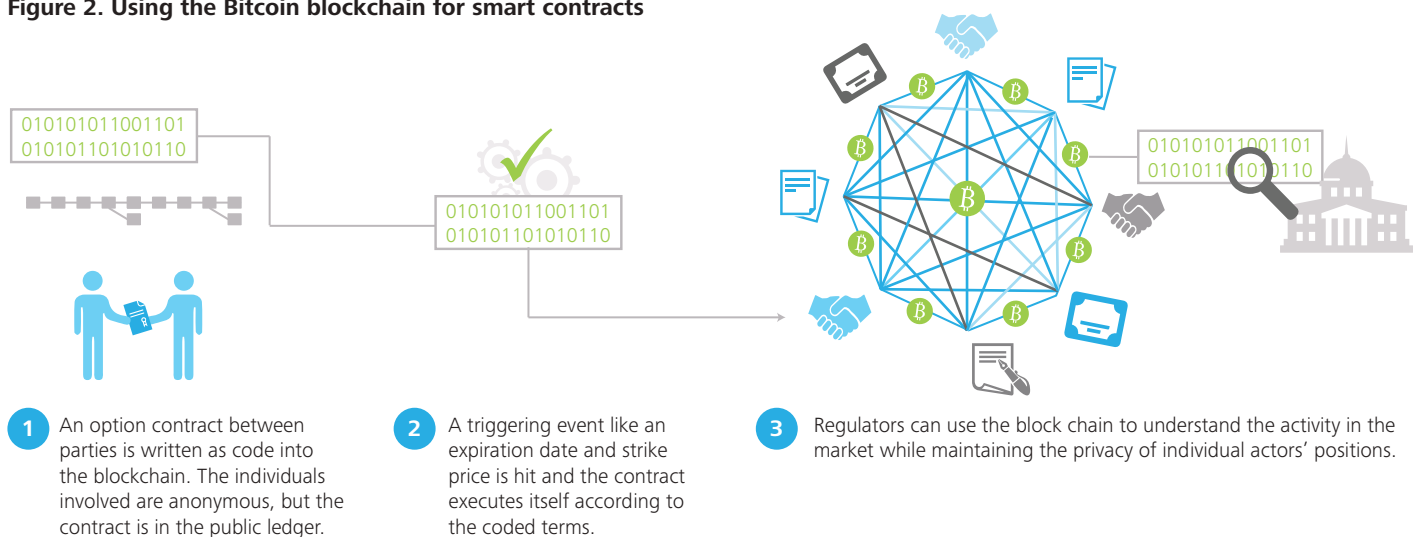 Figure 2. Using the Bitcoin blockchain for smart contracts
010101011001101
010101101010110
010101011001101
010101101010110
010101011001101
010101101010110
1
An option contract between
parties is written as code into
the blockchain. The individuals
involved are anonymous, but the
contract is in the public ledger.
2
A triggering event like an
expiration date and strike
price is hit and the contract
executes itself according to
the coded terms.
3
Regulators can use the block chain to understand the activity in the
market while maintaining the privacy of individual actors’ positions.